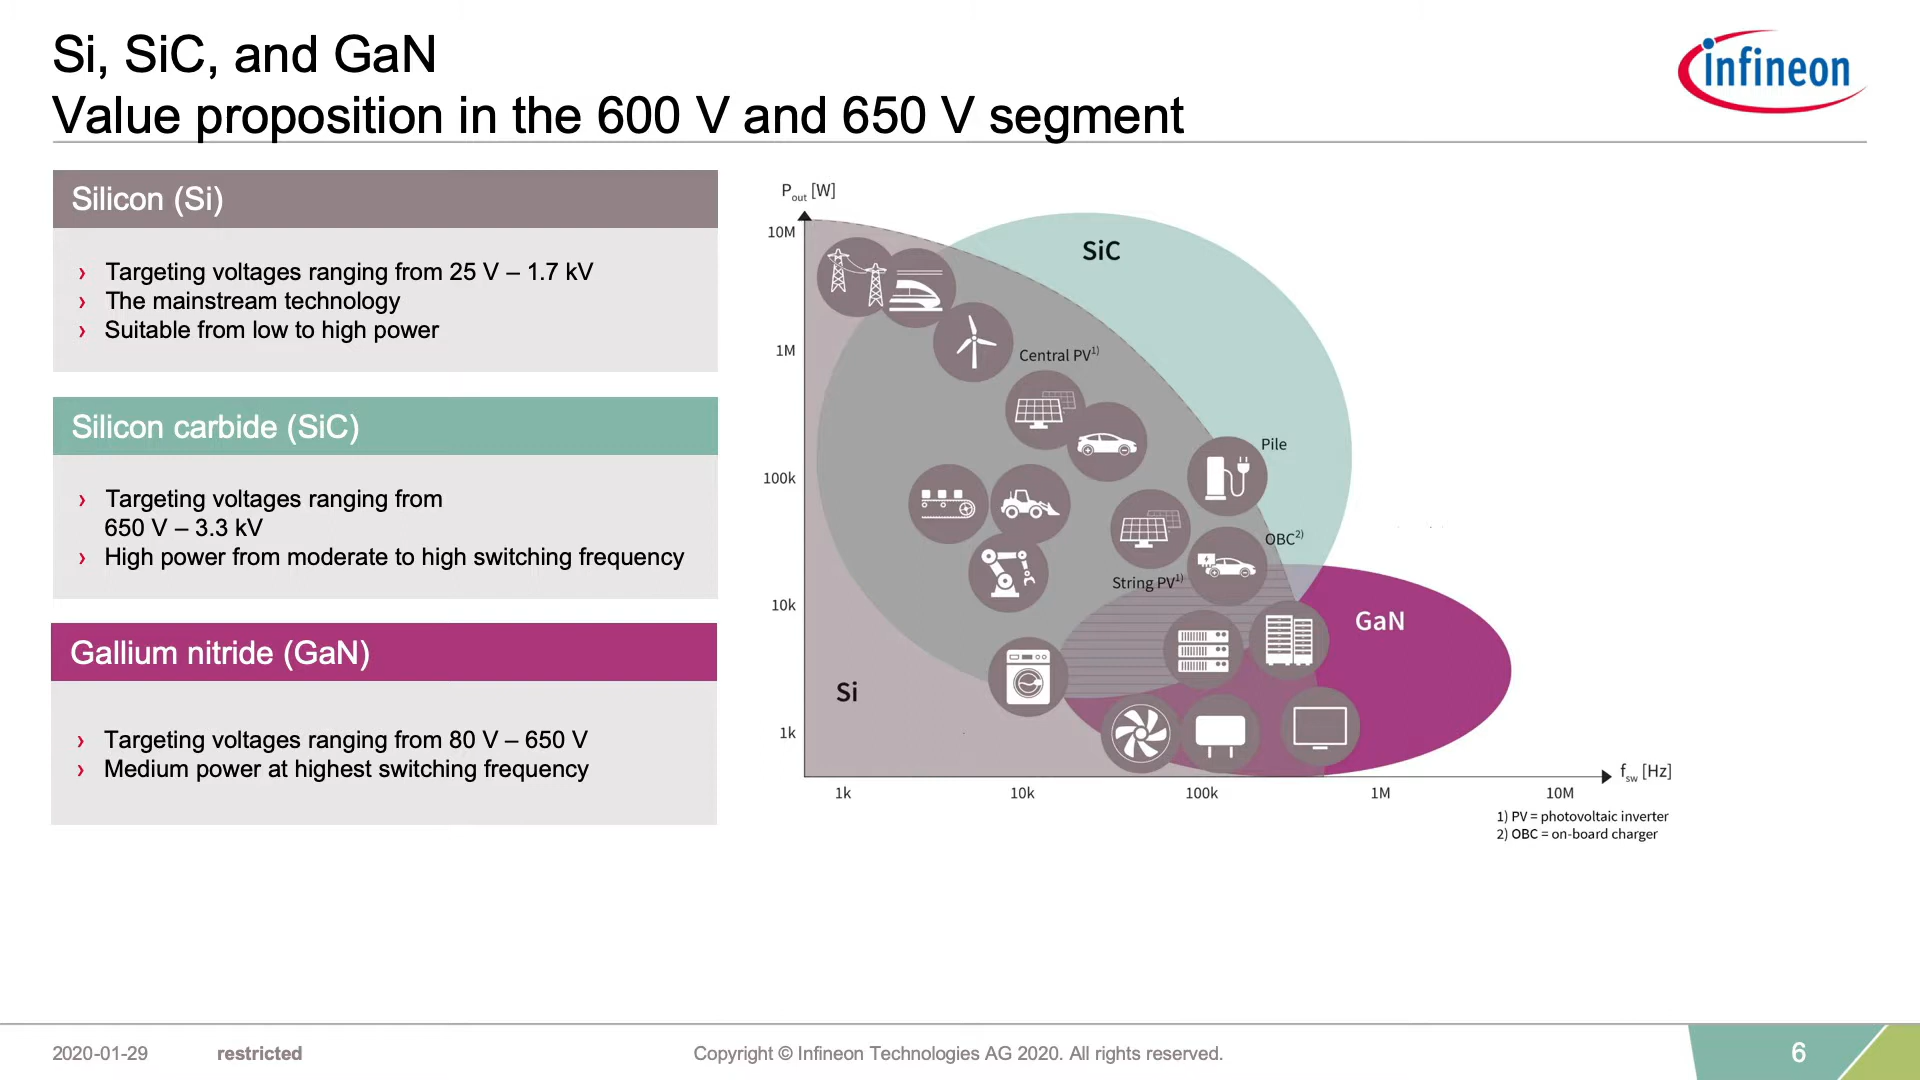 Si, SiC, and GaN
Value proposition in the 600 V and 650 V segment
infineon
Silicon (Si)
› Targeting voltages ranging from 25 V – 1.7 kV
› The mainstream technology
› Suitable from low to high power
Silicon carbide (SiC)
› Targeting voltages ranging from
650 V – 3.3 kV
› High power from moderate to high switching frequency
Gallium nitride (GaN)
› Targeting voltages ranging from 80 V – 650 V
› Medium power at highest switching frequency
Pout [W]
10M
1M
100k
10k
1k
SiC
Central PV1)
Pile
OBC2)
String PV1)
GaN
Si
fsw [Hz]
1k 10k 100k 1M 10M
1) PV = photovoltaic inverter
2) OBC = on-board charger
2020-01-29 restricted Copyright © Infineon Technologies AG 2020. All rights reserved. 6